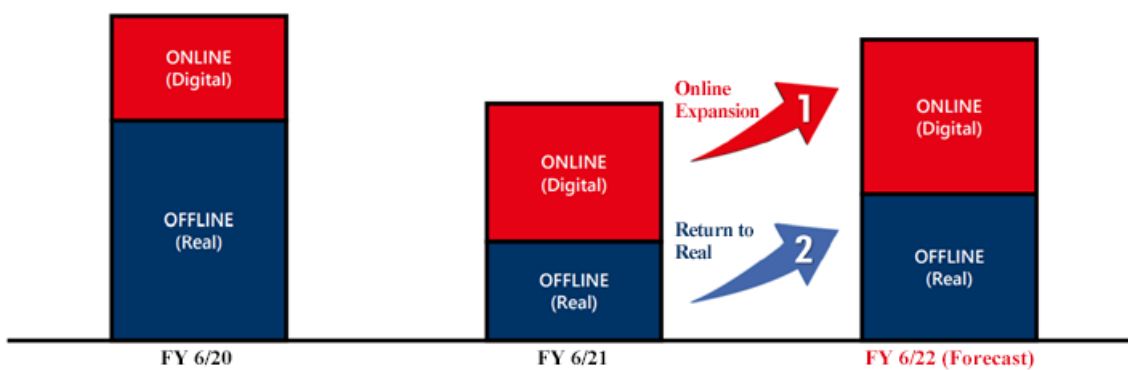 ONLINE
(Digital)
OFFLINE
(Real)
FY 6/20
ONLINE
(Digital)
OFFLINE
(Real)
FY 6/21
Online
Expansion
1
Return to
Real
2
ONLINE
(Digital)
OFFLINE
(Real)
FY 6/22 (Forecast)